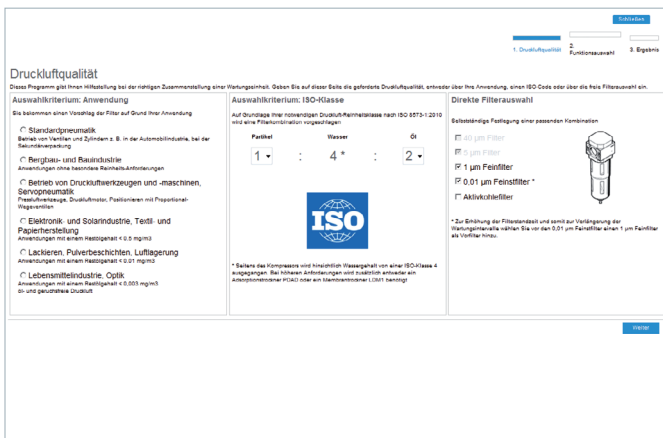 Schließen
1. Druckluftqualität
2.
Funktionsauswahl
3. Ergebnis
Druckluftqualität
Dieses Programm gibt Ihnen Hilfestellung bei der richtigen Zusammenstellung einer Wartungseinheit. Geben Sie auf dieser Seite die geforderte Druckluftqualität, entweder über Ihre Anwendung, einen ISO-Code oder über die freie Filterauswahl ein.
Auswahlkriterium: Anwendung
Sie bekommen einen Vorschlag der Filter auf Grund Ihrer Anwendung
Standardpneumatik
Betrieb von Ventilen und Zylindern z. B. in der Automobilindustrie, bei der
Sekundärverpackung
Bergbau- und Bauindustrie
Anwendungen ohne besondere Reinheits-Anforderungen
Betrieb von Druckluftwerkzeugen und -maschinen,
Servopneumatik
Pressluftwerkzeuge, Druckluftmotor, Positionieren mit Proportional-
Wegeventilen
Elektronik- und Solarindustrie, Textil- und
Papierherstellung
Anwendungen mit einem Restölgehalt < 0,5 mg/m3
Lackieren, Pulverbeschichten, Luftlagerung
Anwendungen mit einem Restölgehalt < 0,01 mg/m3
Lebensmittelindustrie, Optik
Anwendungen mit einem Restölgehalt < 0,003 mg/m3
öl- und geruchsfreie Druckluft
Auswahlkriterium: ISO-Klasse
Auf Grundlage Ihrer notwendigen Druckluft-Reinheitsklasse nach ISO 8573-1:2010
wird eine Filterkombination vorgeschlagen
Partikel Wasser Öl
1 : 4 * : 2
ISO
* Seitens des Kompressors wird hinsichtlich Wassergehalt von einer ISO-Klasse 4
ausgegangen. Bei höheren Anforderungen wird zusätzlich entweder ein
Adsorptionstrockner PDAD oder ein Membrantrockner LDM1 benötigt
Direkte Filterauswahl
Selbstständige Festlegung einer passenden Kombination
40 µm Filter
5 µm Filter
1 µm Feinfilter
0,01 µm Feinstfilter *
Aktivkohlefilter
* Zur Erhöhung der Filterstandzeit und somit zur Verlängerung der
Wartungsintervalle wählen Sie vor den 0,01 µm Feinstfilter einen 1 µm Feinfilter
als Vorfilter hinzu.
Weiter